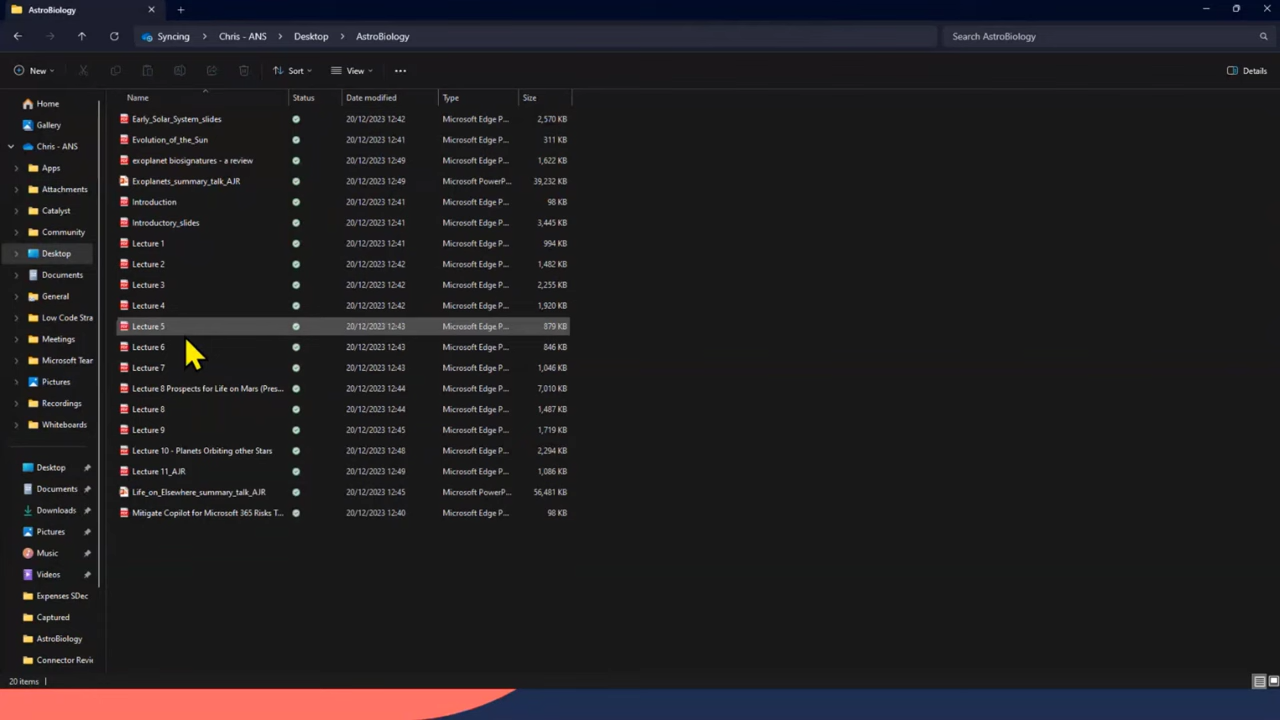 AstroBiology
Syncing Chris - ANS Desktop AstroBiology Search AstroBiology
New Sort View Details
Name Status Date modified Type Size
Home
Gallery
Chris - ANS
Apps
Attachments
Catalyst
Community
Desktop
Documents
General
Low Code Stra
Meetings
Microsoft Tear
Pictures
Recordings
Whiteboards
Desktop
Documents
Downloads
Pictures
Music
Videos
Expenses SDec
Captured
AstroBiology
Connector Revi
Early_Solar_System_slides 20/12/2023 12:42 Microsoft Edge P... 2,570 KB
Evolution_of_the_Sun 20/12/2023 12:41 Microsoft Edge P... 311 KB
exoplanet biosignatures - a review 20/12/2023 12:49 Microsoft Edge P... 1,622 KB
Exoplanets_summary_talk_AJR 20/12/2023 12:49 Microsoft PowerP... 39,232 KB
Introduction 20/12/2023 12:41 Microsoft Edge P... 98 KB
Introductory_slides 20/12/2023 12:41 Microsoft Edge P... 3,445 KB
Lecture 1 20/12/2023 12:41 Microsoft Edge P... 994 KB
Lecture 2 20/12/2023 12:42 Microsoft Edge P... 1,482 KB
Lecture 3 20/12/2023 12:42 Microsoft Edge P... 2,255 KB
Lecture 4 20/12/2023 12:42 Microsoft Edge P... 1,920 KB
Lecture 5 20/12/2023 12:43 Microsoft Edge P... 879 KB
Lecture 6 20/12/2023 12:43 Microsoft Edge P... 846 KB
Lecture 7 20/12/2023 12:43 Microsoft Edge P... 1,046 KB
Lecture 8 Prospects for Life on Mars (Pres... 20/12/2023 12:44 Microsoft Edge P... 7,010 KB
Lecture 8 20/12/2023 12:44 Microsoft Edge P... 1,487 KB
Lecture 9 20/12/2023 12:45 Microsoft Edge P... 1,719 KB
Lecture 10 - Planets Orbiting other Stars 20/12/2023 12:48 Microsoft Edge P... 2,294 KB
Lecture 11_AJR 20/12/2023 12:49 Microsoft Edge P... 1,086 KB
Life_on_Elsewhere_summary_talk_AJR 20/12/2023 12:45 Microsoft PowerP... 56,481 KB
Mitigate Copilot for Microsoft 365 Risks T... 20/12/2023 12:40 Microsoft Edge P... 98 KB
20 items